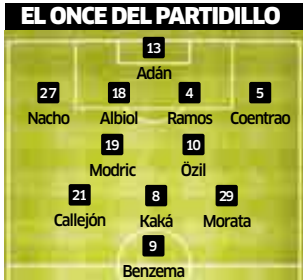 EL ONCE DEL PARTIDILLO
13
Adán
27 18 4 5
Nacho Albiol Ramos Coentrao
19 10
Modric Özil
21 8 29
Callejón Kaká Morata
9
Benzema